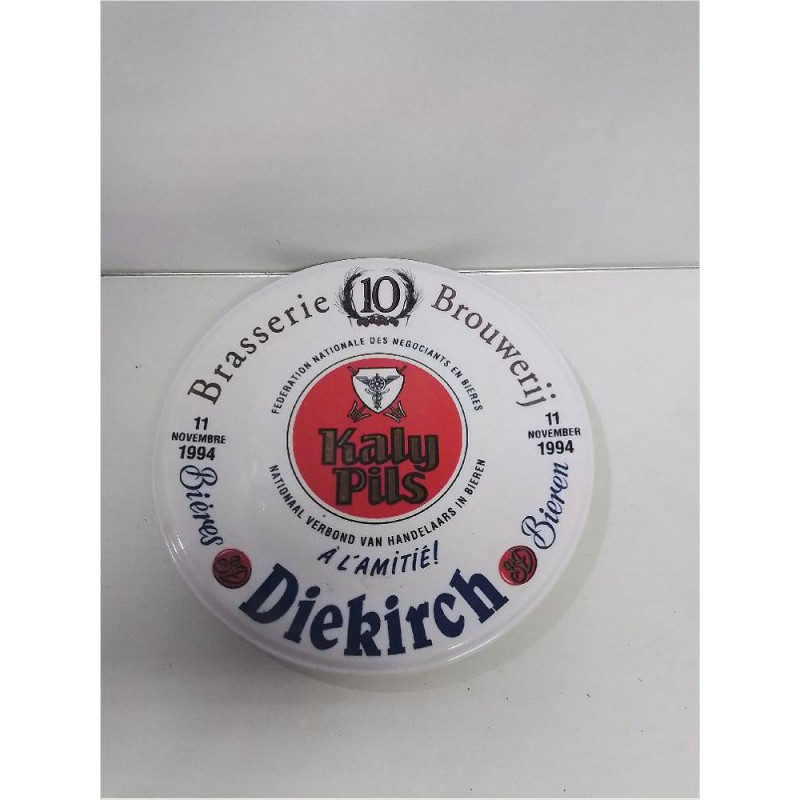 Brasserie 10 Brouwerij
FEDERATION NATIONALE DES NEGOCIANTS EN BIERES
11
NOVEMBRE
1994
11
NOVEMBER
1994
Kaly
Pils
NATIONAAL VERBOND VAN HANDELAARS IN BIEREN
Bières
Bieren
A L'AMITIÉ!
Diekirch